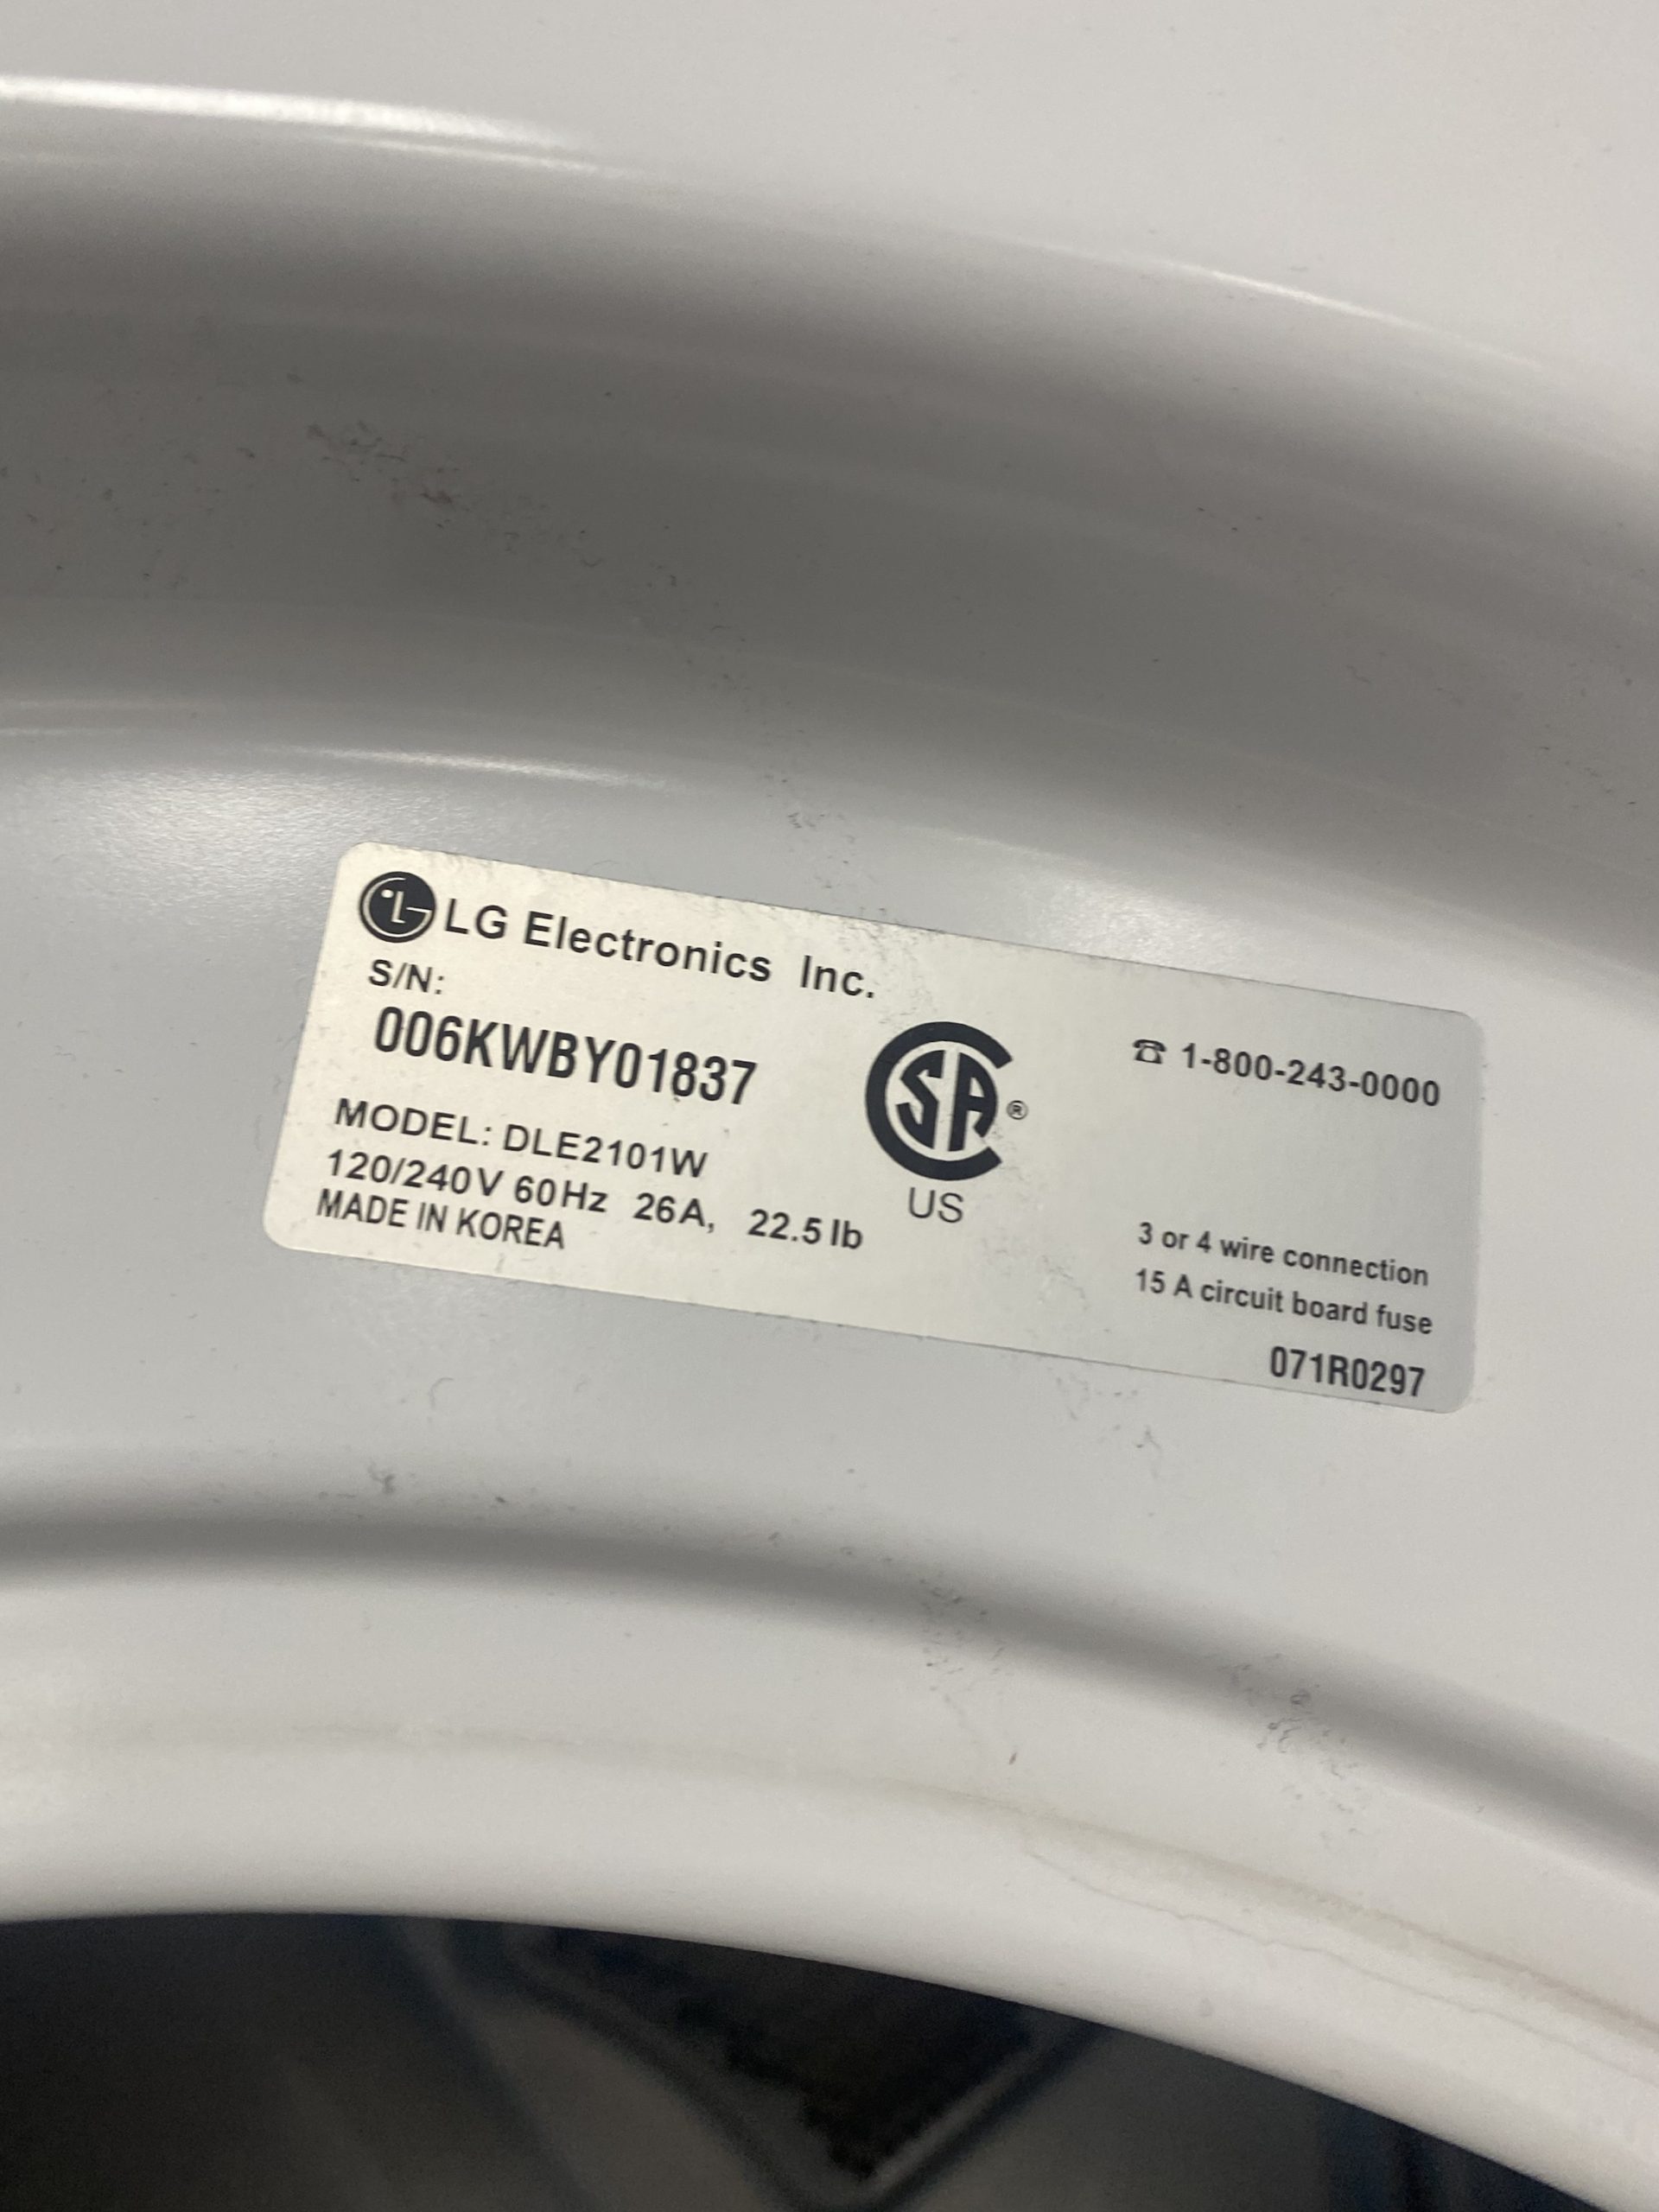 LG Electronics Inc.
S/N:
006KWBY01837
MODEL: DLE2101W
120/240V 60Hz 26A, 22.5 lb
MADE IN KOREA
SA ®
US
☎ 1-800-243-0000
3 or 4 wire connection
15 A circuit board fuse
071R0297